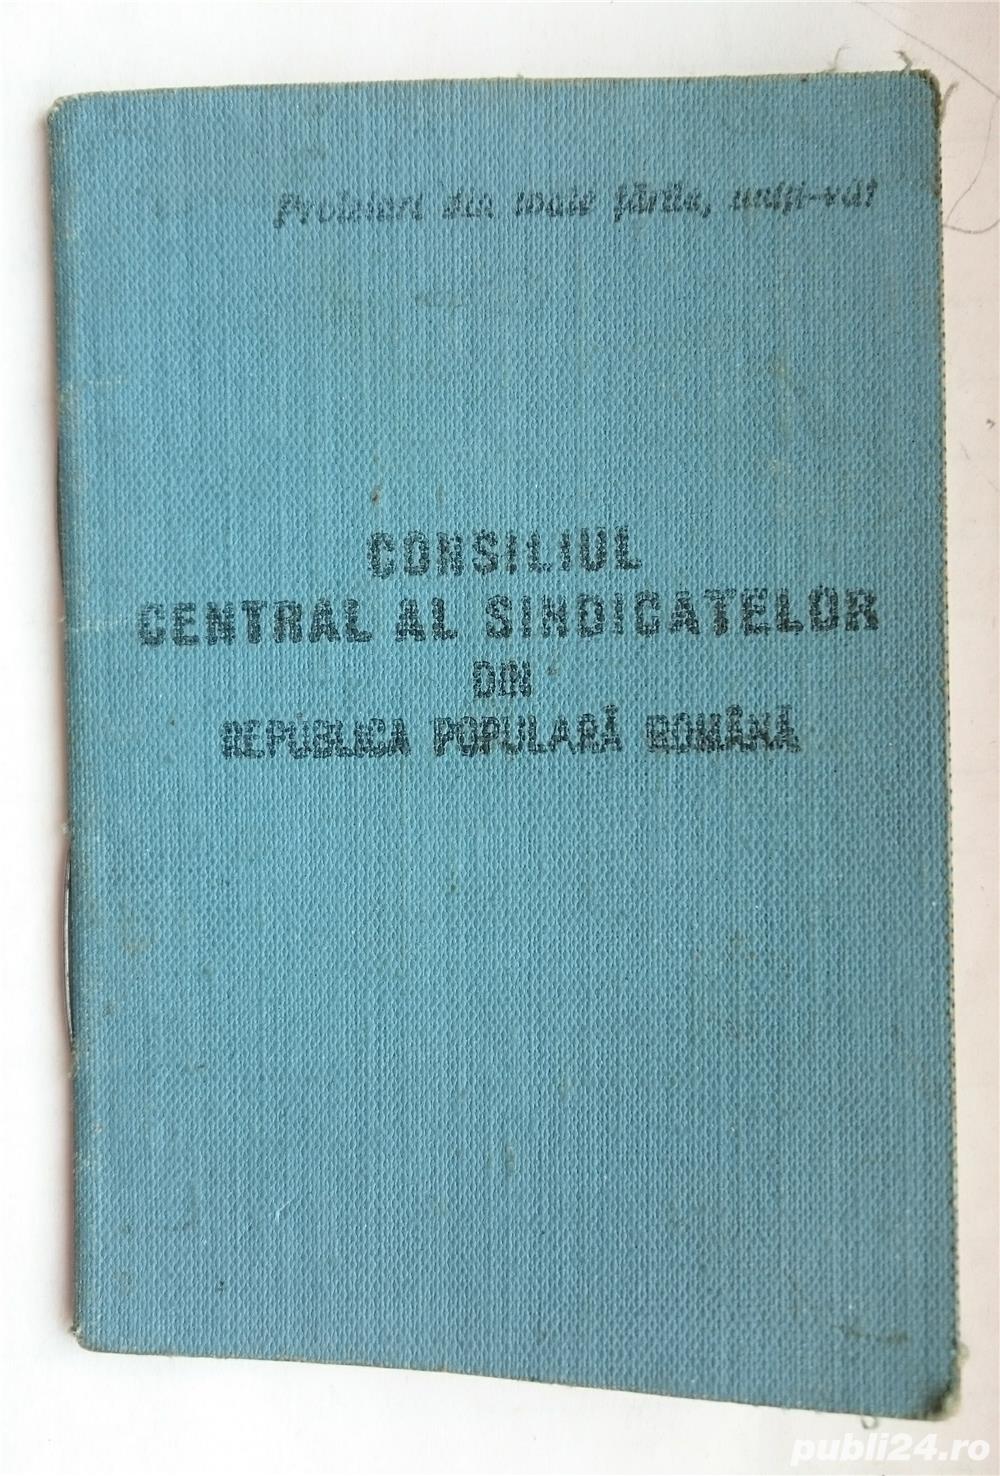 Proletari din toate țările, uniți-vă!
CONSILIUL
CENTRAL AL SINDICATELOR
DIN
REPUBLICA POPULARĂ ROMÂNĂ
publi24.ro